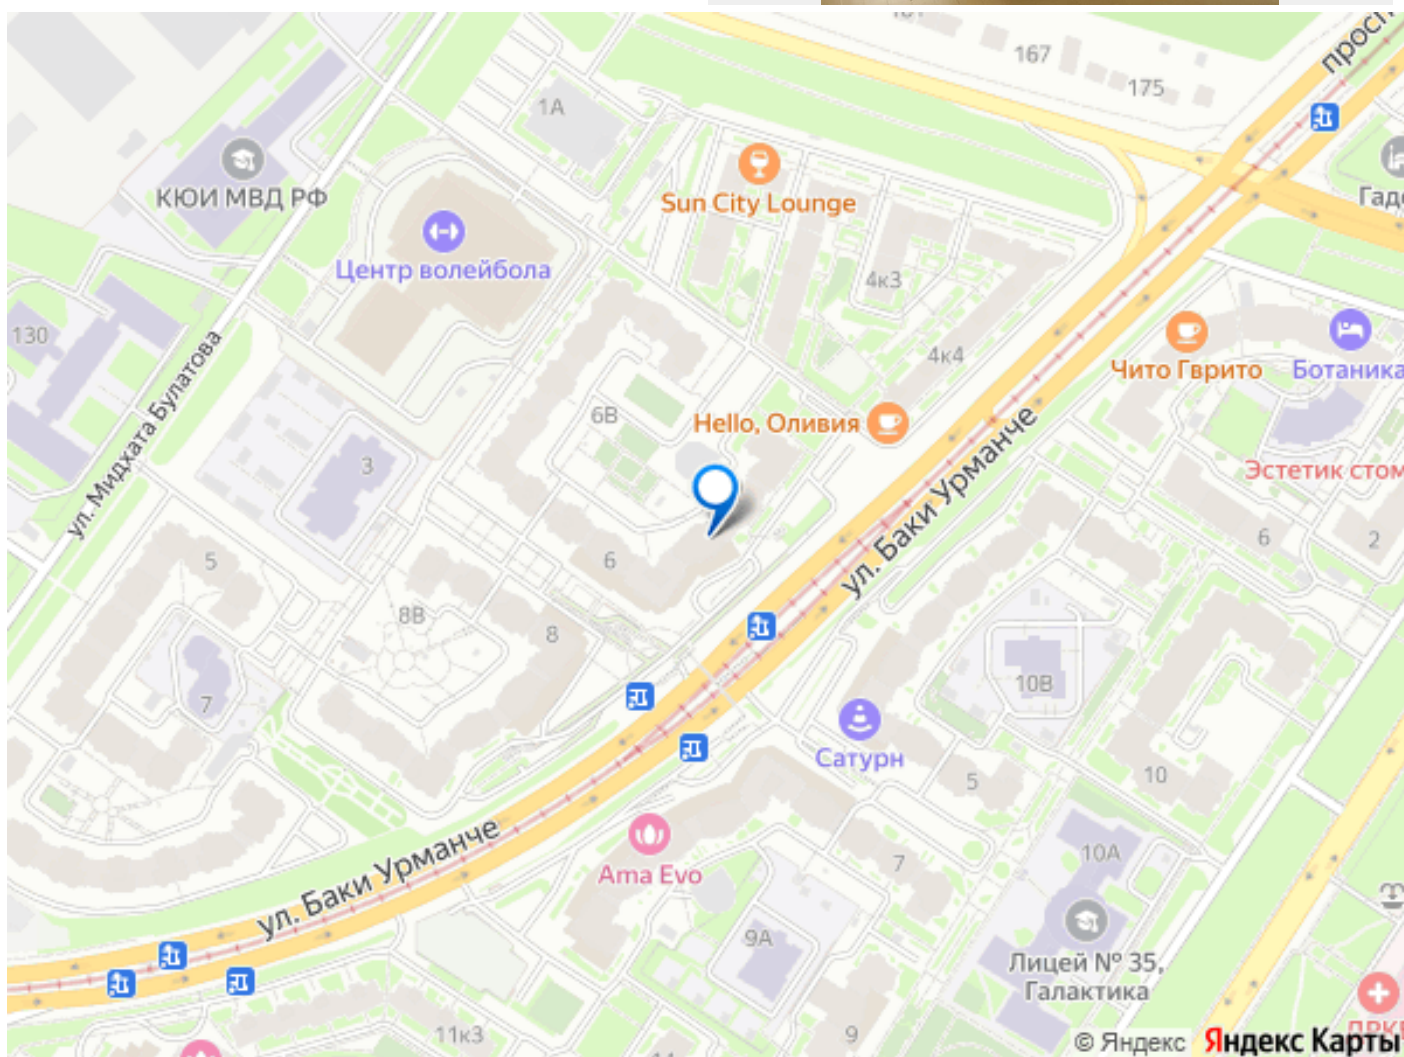 167
175
просп
1А
КЮИ МВД РФ
Sun City Lounge
Центр волейбола
4к3
130
4к4
Чито Гврито
Ботаника
6В
Hello, Оливия
ул. Мидхата Булатова
3
ул. Баки Урманче
Эстетик стом
6
2
5
6
8В
8
10В
7
Сатурн
5
10
ул. Баки Урманче
Ama Evo
7
10А
9А
Лицей № 35,
Галактика
11к3
9
© Яндекс Яндекс Карты